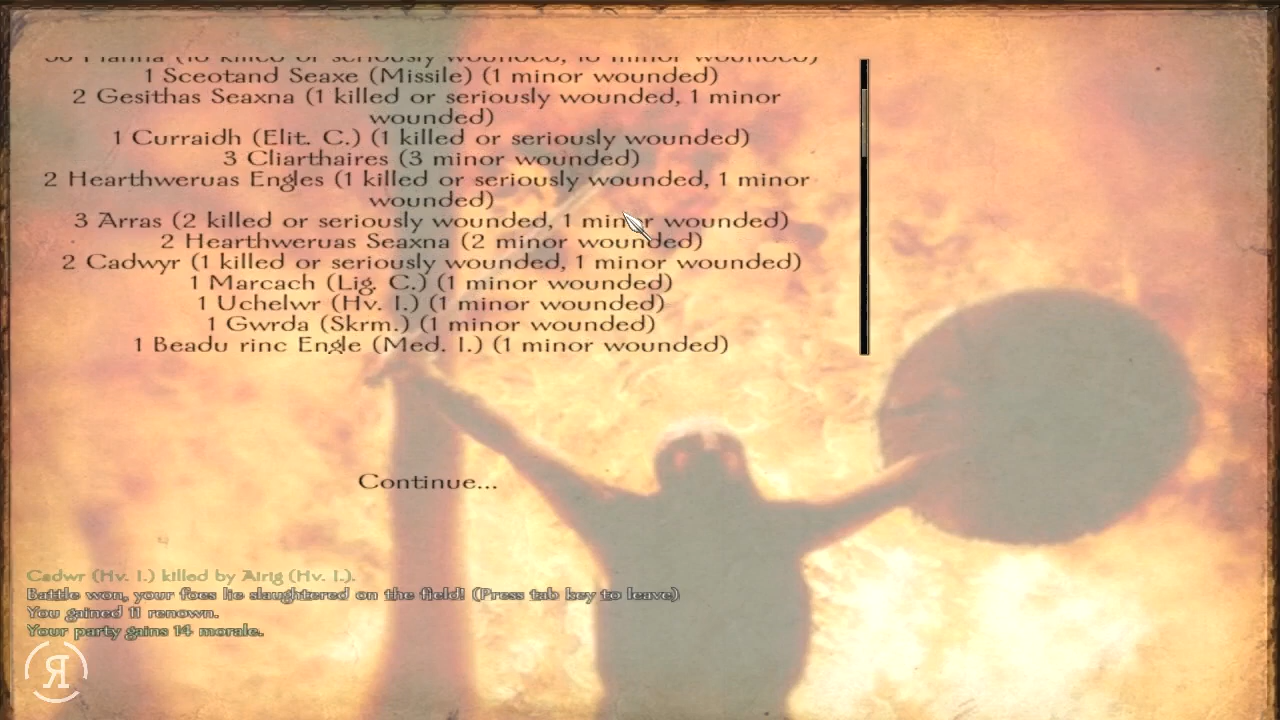 1 Sceotand Seaxe (Missile) (1 minor wounded)
2 Gesithas Seaxna (1 killed or seriously wounded, 1 minor
wounded)
1 Curraidh (Elit. C.) (1 killed or seriously wounded)
3 Cliarthaires (3 minor wounded)
2 Hearthweruas Engles (1 killed or seriously wounded, 1 minor
wounded)
3 Arras (2 killed or seriously wounded, 1 minor wounded)
2 Hearthweruas Seaxna (2 minor wounded)
2 Cadwyr (1 killed or seriously wounded, 1 minor wounded)
1 Marcach (Lig. C.) (1 minor wounded)
1 Uchelwr (Hv. I.) (1 minor wounded)
1 Gwrda (Skrm.) (1 minor wounded)
1 Beadu rinc Engle (Med. I.) (1 minor wounded)
Continue...
Cadwr (Hv. I.) killed by Airig (Hv. I.).
Battle won, your foes lie slaughtered on the field! (Press tab key to leave)
You gained 11 renown.
Your party gains 14 morale.
Я